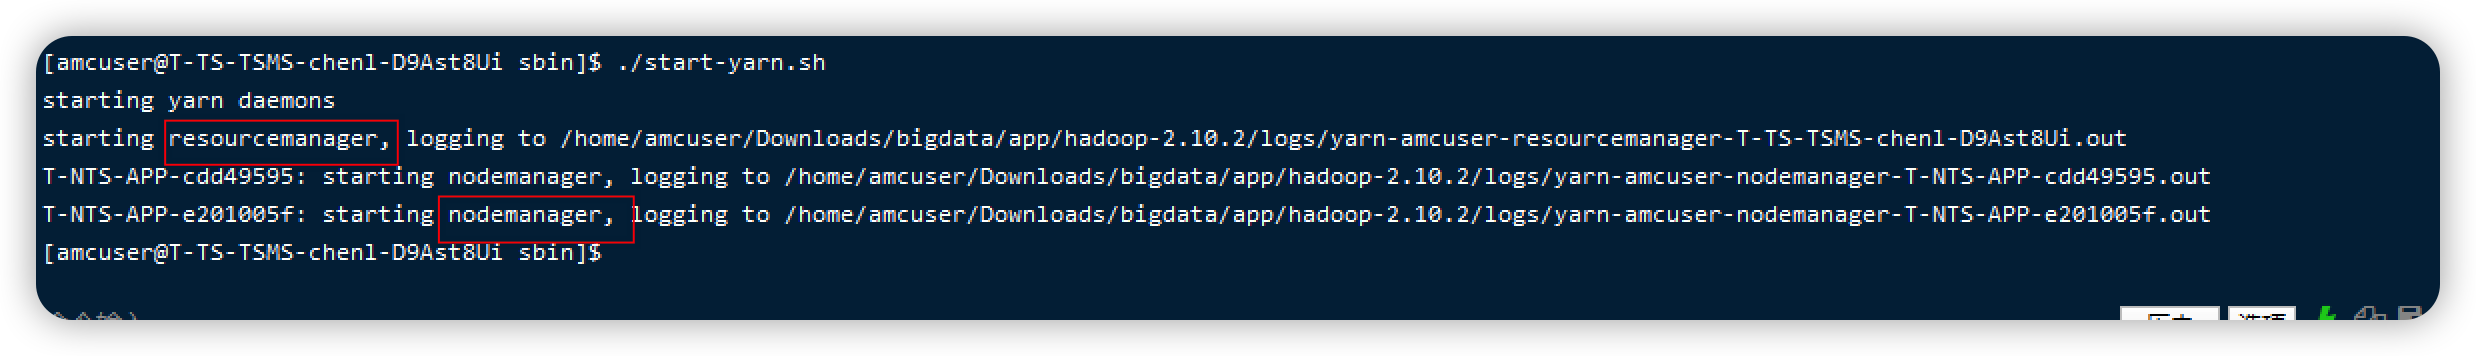 [amcuser@T-TS-TSMS-chenl-D9Ast8Ui sbin]$ ./start-yarn.sh
starting yarn daemons
starting resourcemanager, logging to /home/amcuser/Downloads/bigdata/app/hadoop-2.10.2/logs/yarn-amcuser-resourcemanager-T-TS-TSMS-chenl-D9Ast8Ui.out
T-NTS-APP-cdd49595: starting nodemanager, logging to /home/amcuser/Downloads/bigdata/app/hadoop-2.10.2/logs/yarn-amcuser-nodemanager-T-NTS-APP-cdd49595.out
T-NTS-APP-e201005f: starting nodemanager, logging to /home/amcuser/Downloads/bigdata/app/hadoop-2.10.2/logs/yarn-amcuser-nodemanager-T-NTS-APP-e201005f.out
[amcuser@T-TS-TSMS-chenl-D9Ast8Ui sbin]$